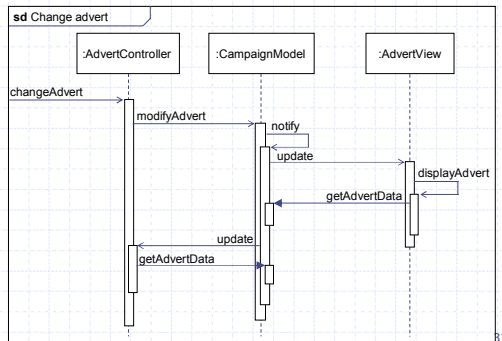 sd Change advert
:AdvertController
:CampaignModel
:AdvertView
changeAdvert
modifyAdvert
notify
update
displayAdvert
getAdvertData
update
getAdvertData